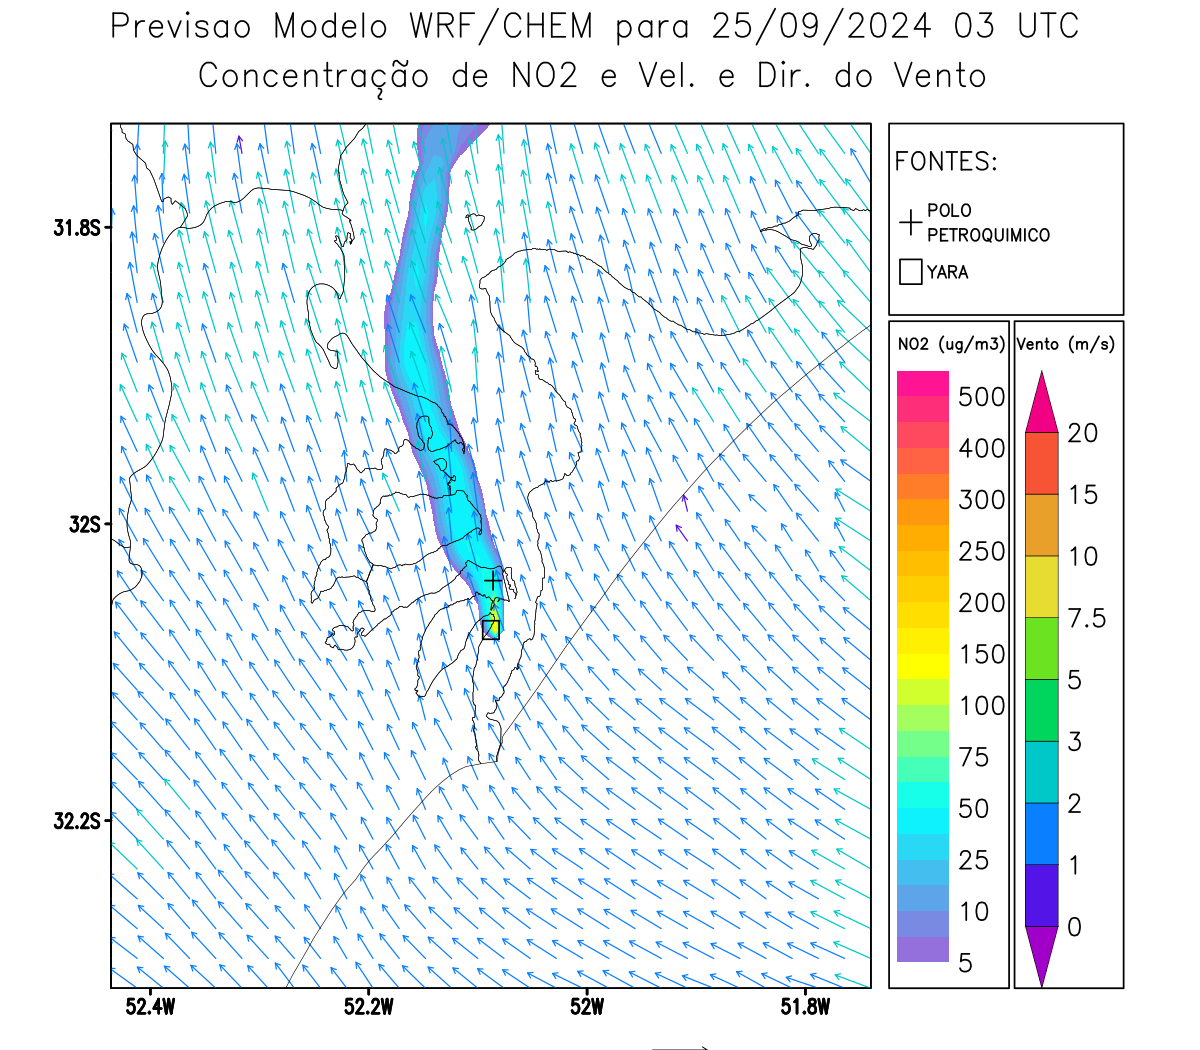 Previsao Modelo WRF/CHEM para 25/09/2024 03 UTC
Concentração de NO2 e Vel. e Dir. do Vento
FONTES:
POLO
PETROQUIMICO
YARA
NO2 (ug/m3)
500
400
300
250
200
150
100
75
50
25
10
5
Vento (m/s)
20
15
10
7.5
5
3
2
1
0
31.8S
32S
32.2S
52.4W 52.2W 52W 51.8W